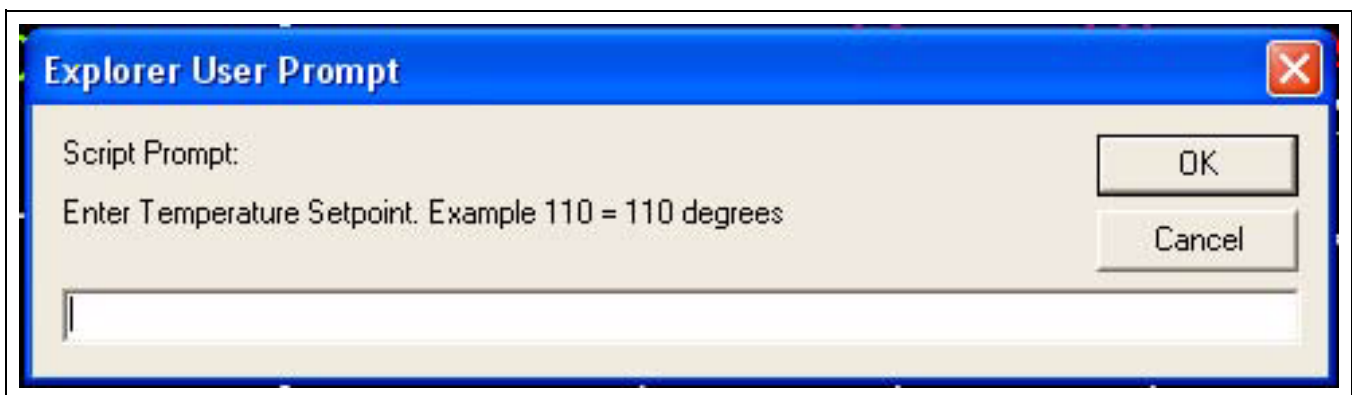 Explorer User Prompt
Script Prompt:
OK
Enter Temperature Setpoint. Example 110 = 110 degrees
Cancel